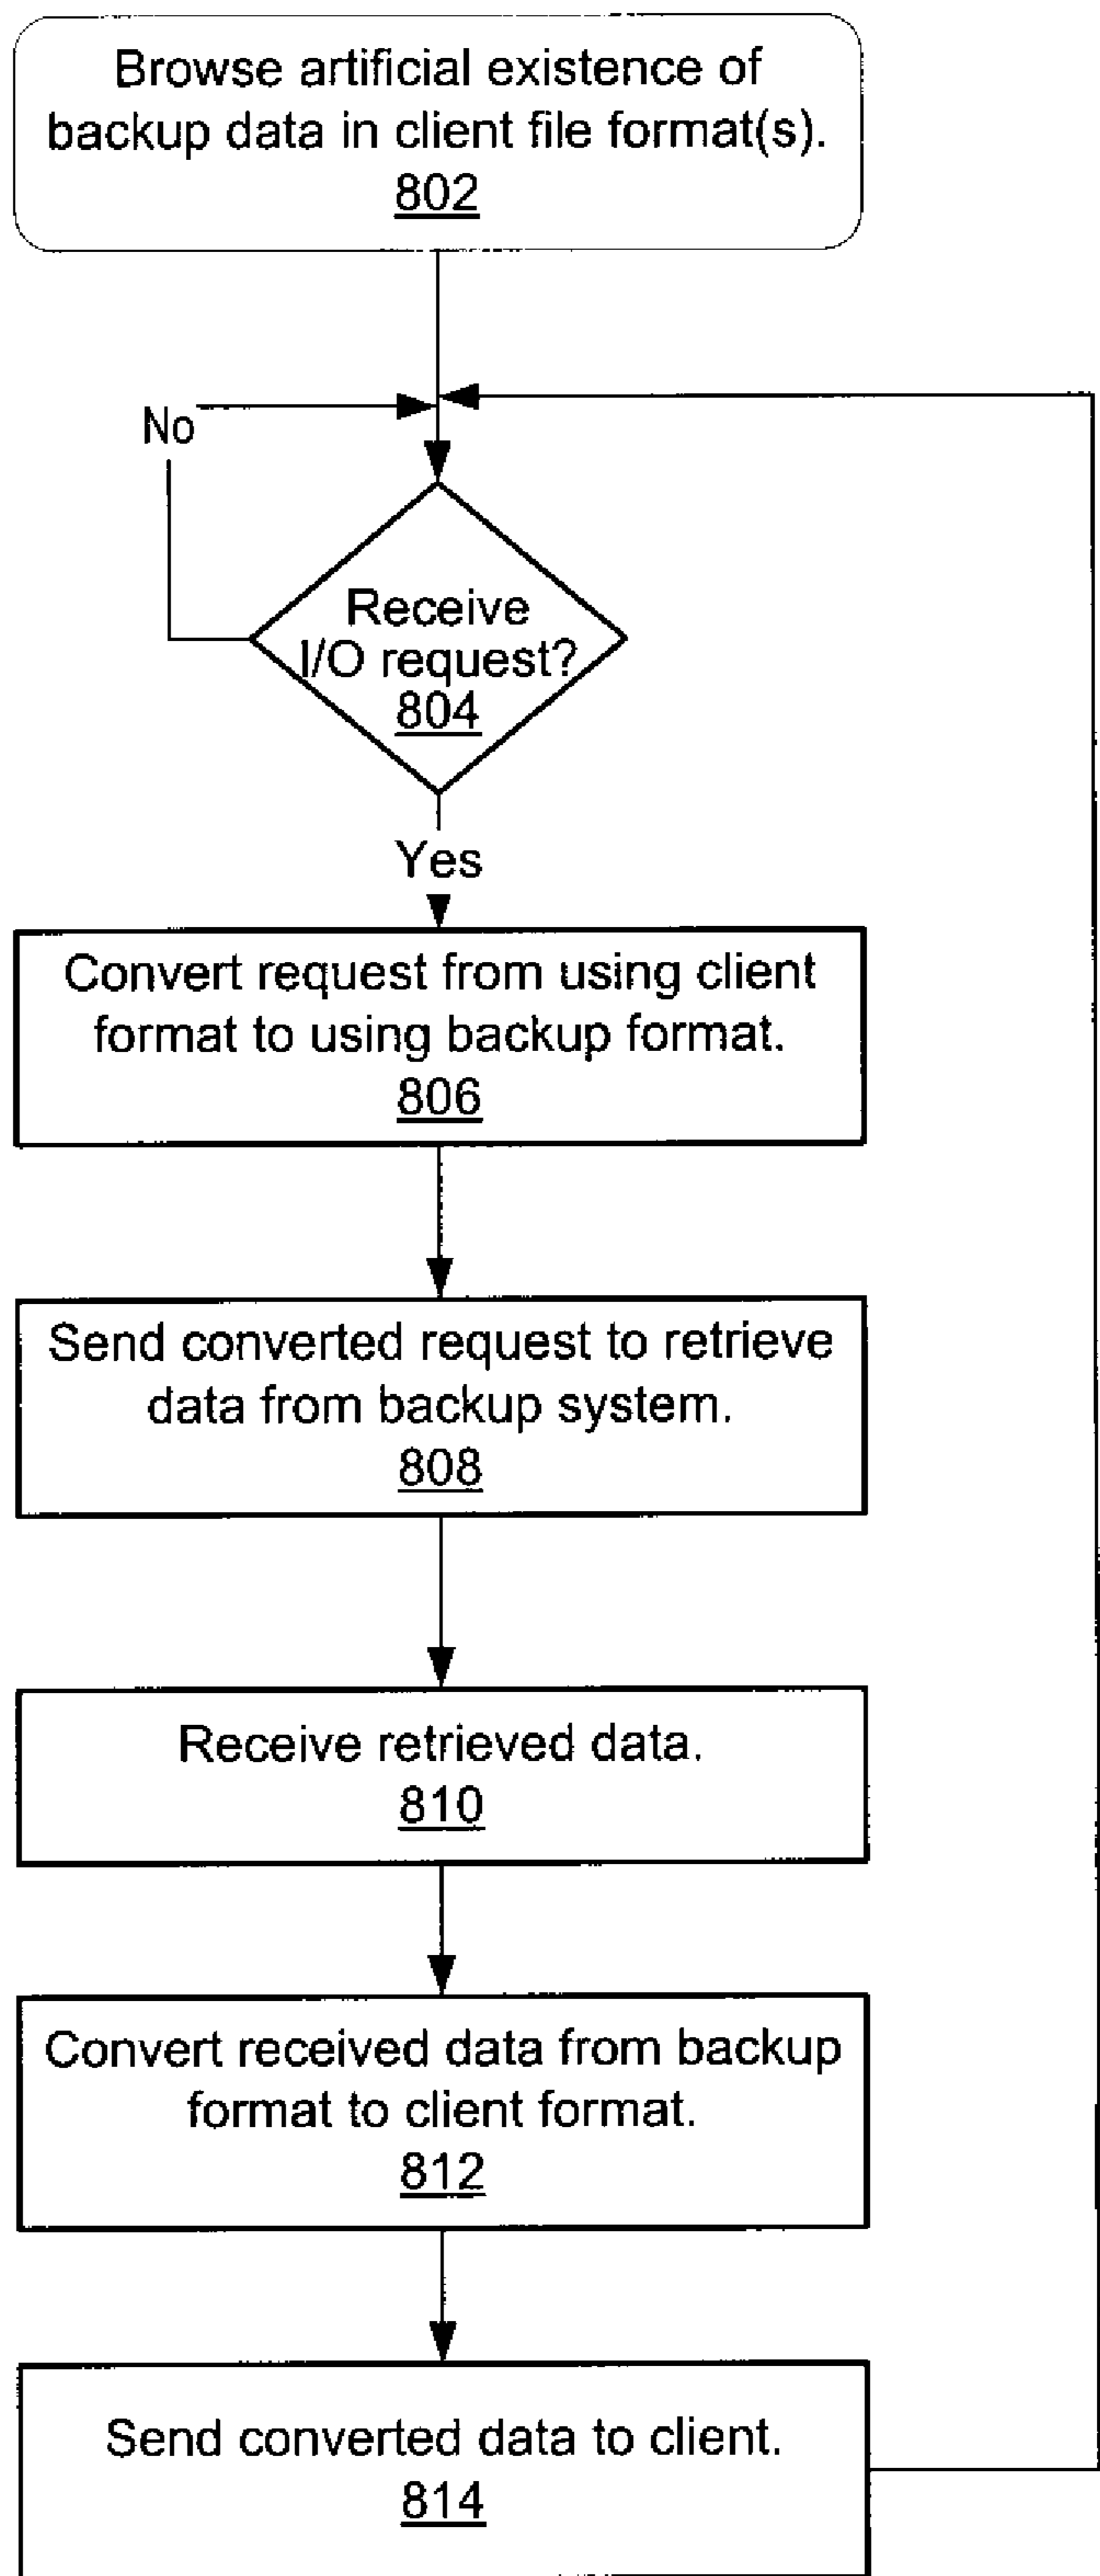 Browse artificial existence of
backup data in client file format(s).
802
No
Receive
I/O request?
804
Yes
Convert request from using client
format to using backup format.
806
Send converted request to retrieve
data from backup system.
808
Receive retrieved data.
810
Convert received data from backup
format to client format.
812
Send converted data to client.
814